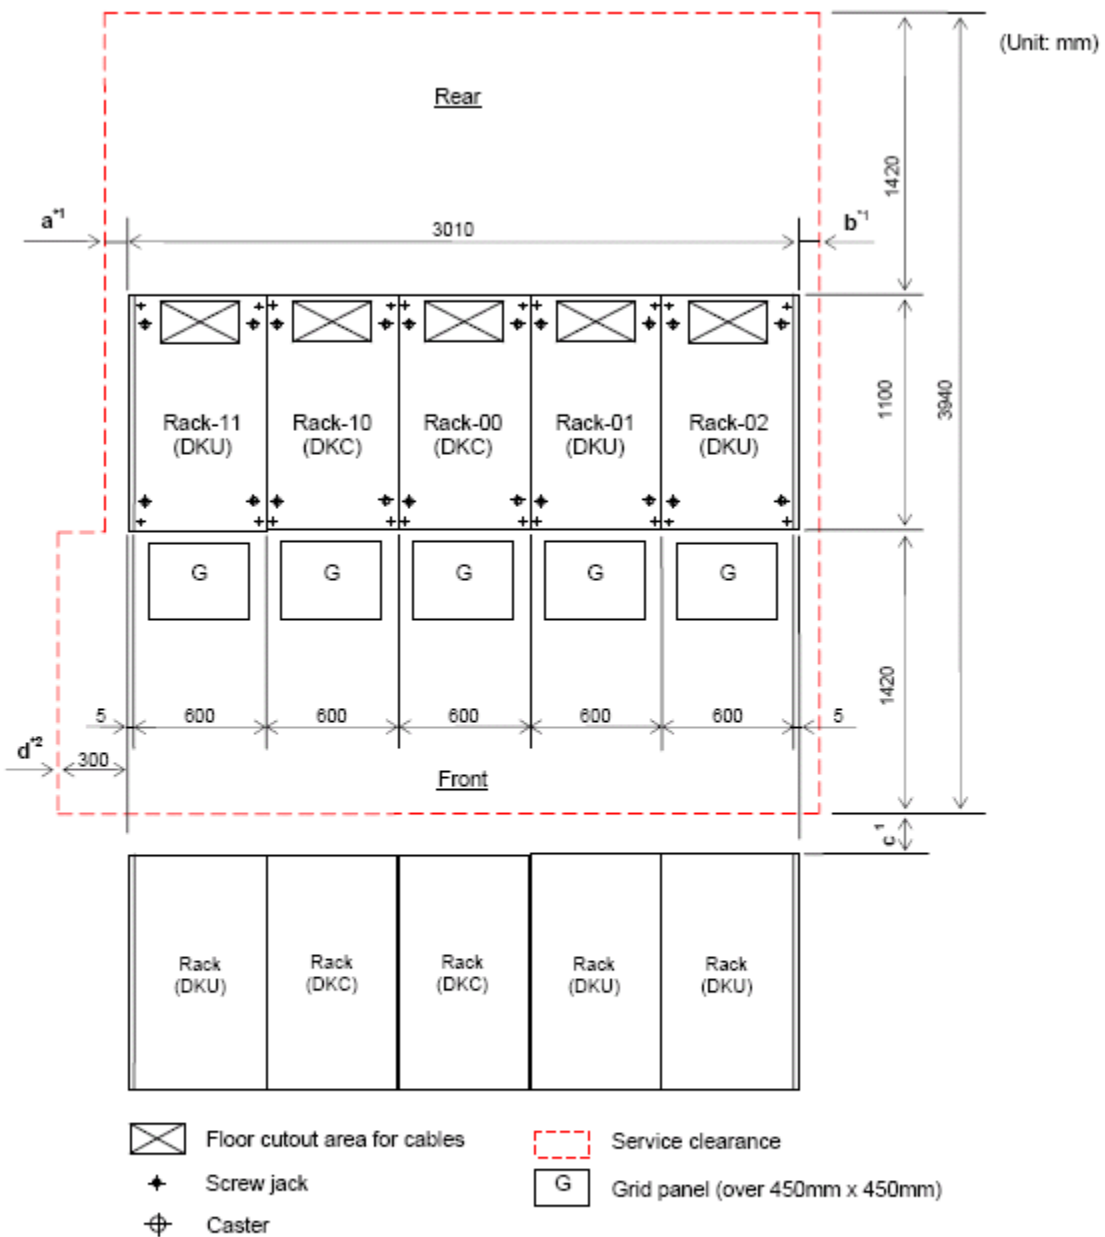 (Unit: mm)
Rear
1420
a*1
3010
b*1
Rack-11
(DKU)
Rack-10
(DKC)
Rack-00
(DKC)
Rack-01
(DKU)
Rack-02
(DKU)
1100
3940
G
G
G
G
G
1420
5
600
600
600
600
600
5
d*2
300
Front
c*1
Rack
(DKU)
Rack
(DKC)
Rack
(DKC)
Rack
(DKU)
Rack
(DKU)
Floor cutout area for cables
Service clearance
Screw jack
G
Grid panel (over 450mm x 450mm)
Caster